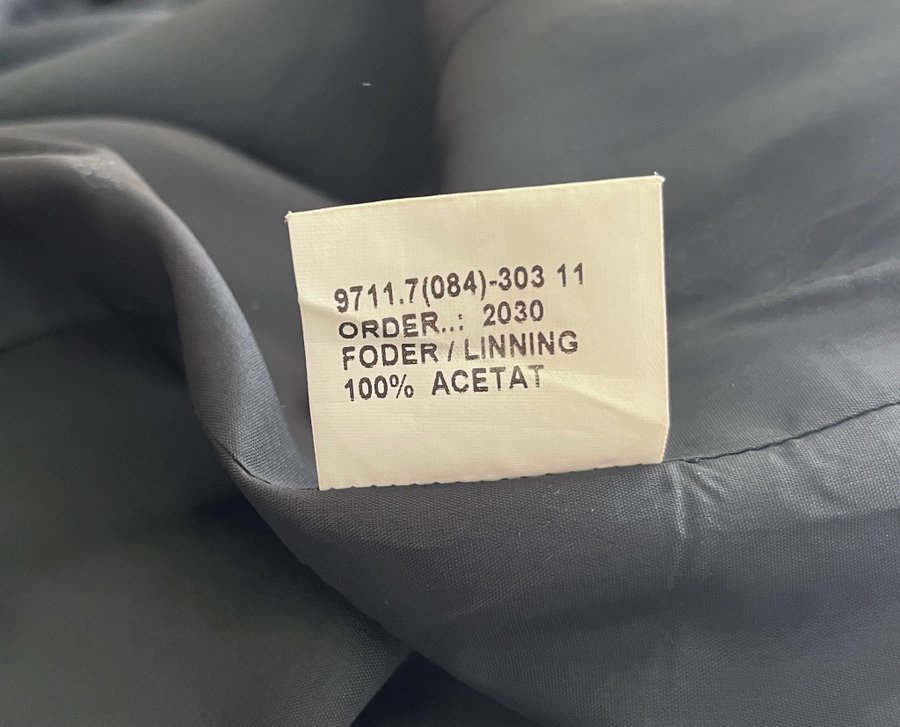 9711.7(084)-303 11
ORDER..: 2030
FODER / LINNING
100% ACETAT